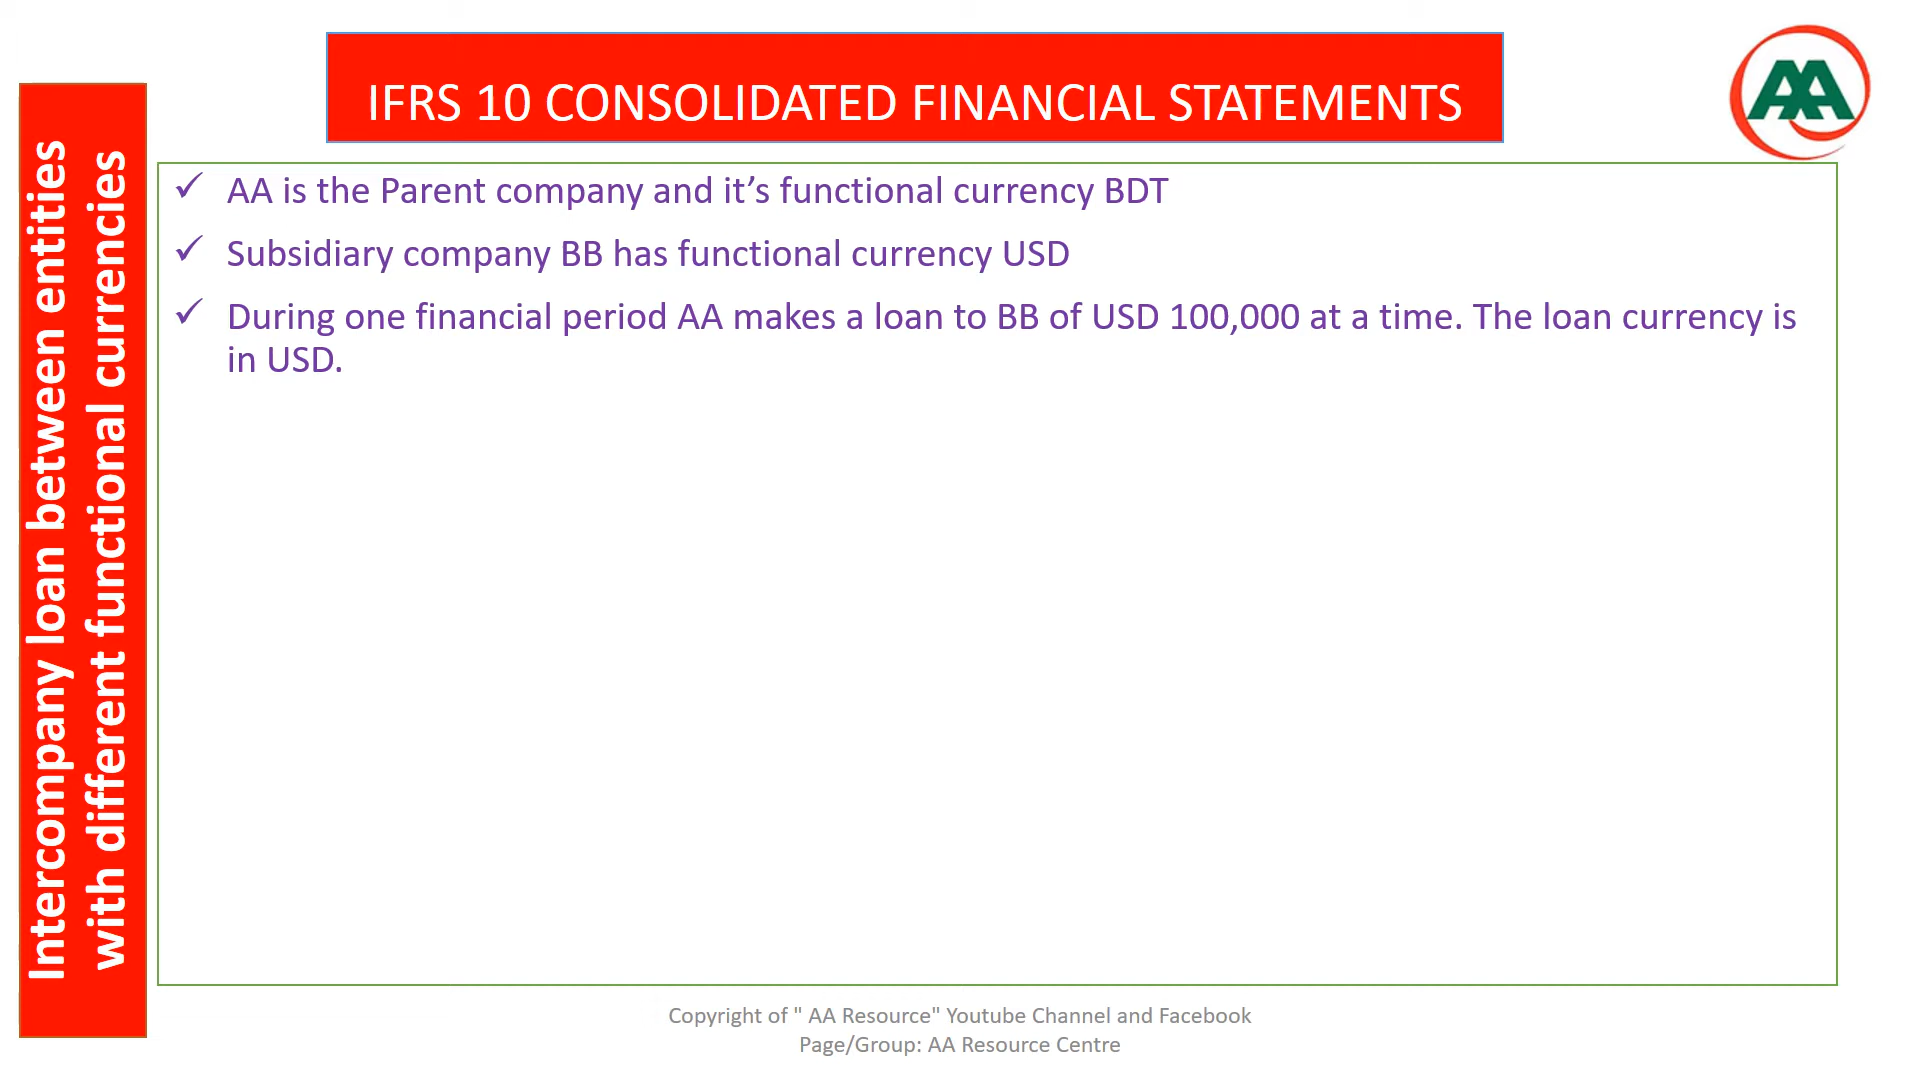 IFRS 10 CONSOLIDATED FINANCIAL STATEMENTS
AA
Intercompany loan between entities
with different functional currencies
✓ AA is the Parent company and it’s functional currency BDT
✓ Subsidiary company BB has functional currency USD
✓ During one financial period AA makes a loan to BB of USD 100,000 at a time. The loan currency is
in USD.
Copyright of " AA Resource" Youtube Channel and Facebook
Page/Group: AA Resource Centre